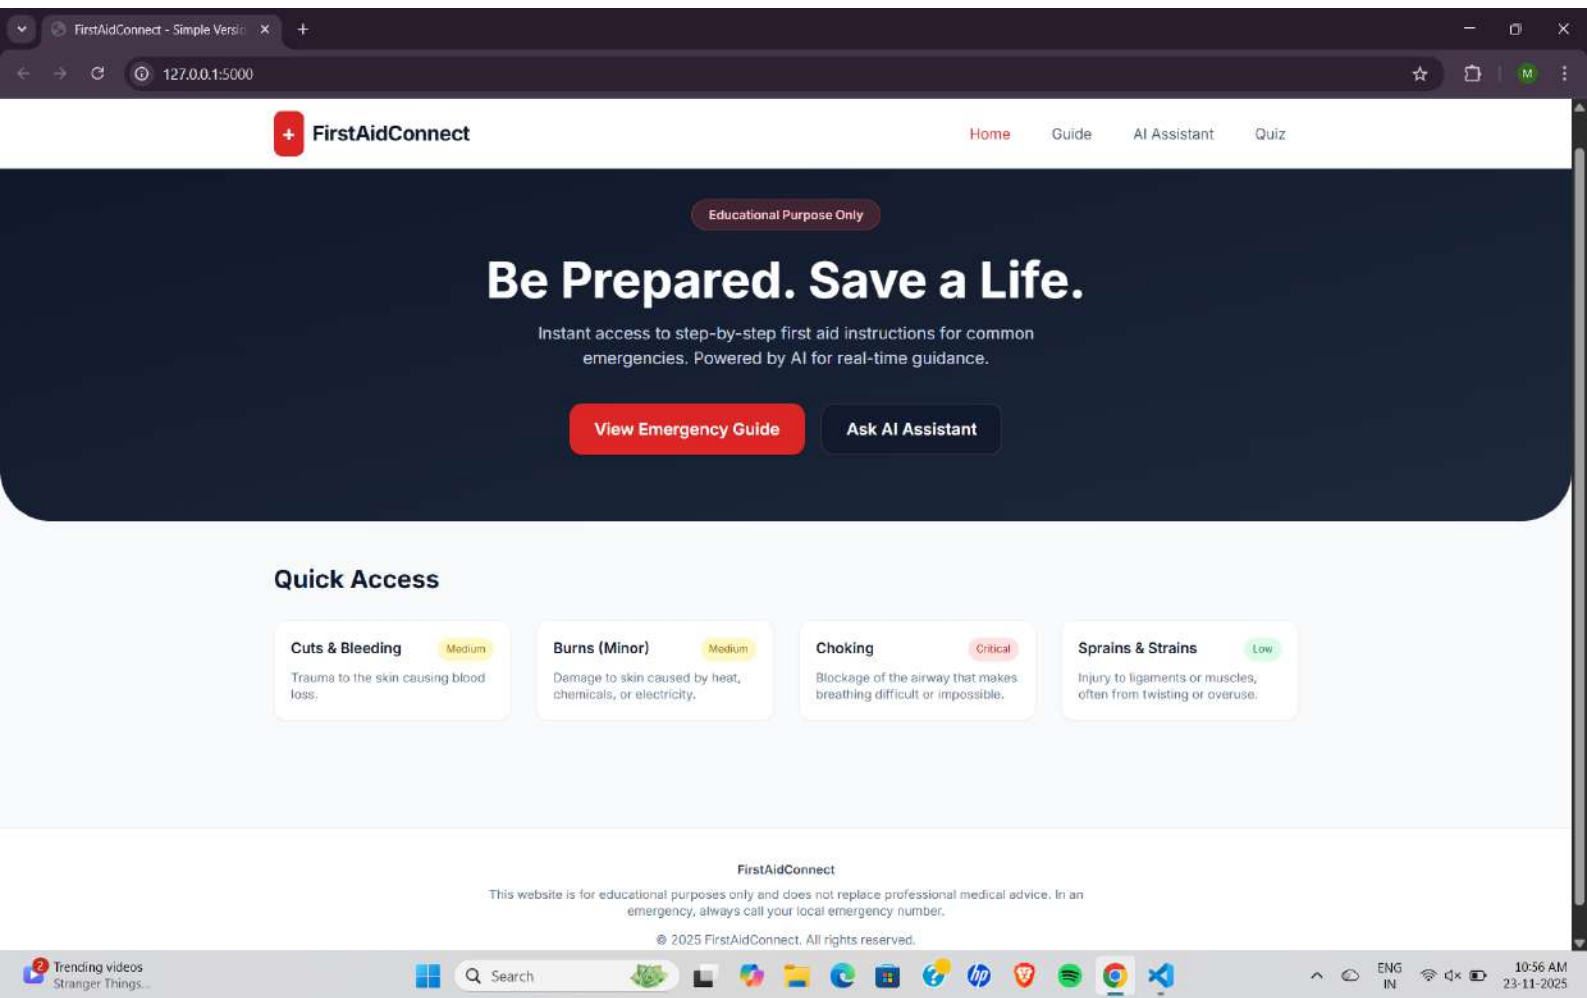 FirstAidConnect - Simple Versio
127.0.0.1:5000
M
+ FirstAidConnect
Home Guide AI Assistant Quiz
Educational Purpose Only
Be Prepared. Save a Life.
Instant access to step-by-step first aid instructions for common
emergencies. Powered by AI for real-time guidance.
View Emergency Guide
Ask AI Assistant
Quick Access
Cuts & Bleeding Medium
Trauma to the skin causing blood
loss.
Burns (Minor) Medium
Damage to skin caused by heat,
chemicals, or electricity.
Choking Critical
Blockage of the airway that makes
breathing difficult or impossible.
Sprains & Strains Low
Injury to ligaments or muscles,
often from twisting or overuse.
FirstAidConnect
This website is for educational purposes only and does not replace professional medical advice. In an
emergency, always call your local emergency number.
© 2025 FirstAidConnect. All rights reserved.
2
Trending videos
Stranger Things...
Search
hp
ENG
IN
10:56 AM
23-11-2025